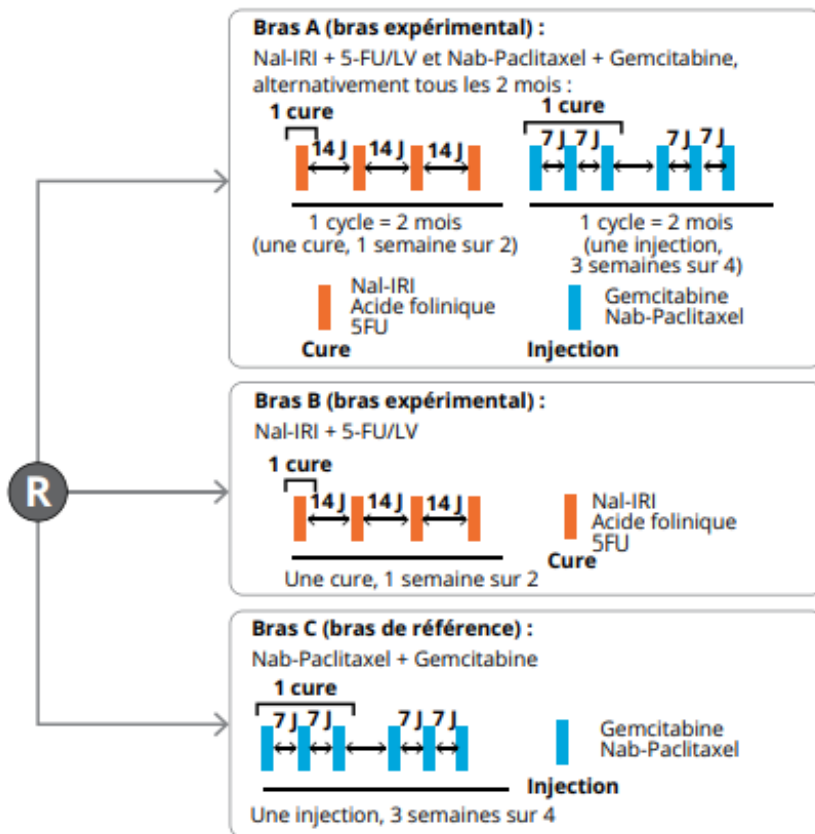 Bras A (bras expérimental) :
Nal-IRI + 5-FU/LV et Nab-Paclitaxel + Gemcitabine,
alternativement tous les 2 mois :
1 cure
14 J 14 J 14 J
1 cycle = 2 mois
(une cure, 1 semaine sur 2)
1 cure
7 J 7 J 7 J 7 J
1 cycle = 2 mois
(une injection,
3 semaines sur 4)
Nal-IRI
Acide folinique
5FU
Cure
Gemcitabine
Nab-Paclitaxel
Injection
R
Bras B (bras expérimental) :
Nal-IRI + 5-FU/LV
1 cure
14 J 14 J 14 J
Une cure, 1 semaine sur 2
Nal-IRI
Acide folinique
5FU
Cure
Bras C (bras de référence) :
Nab-Paclitaxel + Gemcitabine
1 cure
7 J 7 J 7 J 7 J
Une injection, 3 semaines sur 4
Gemcitabine
Nab-Paclitaxel
Injection